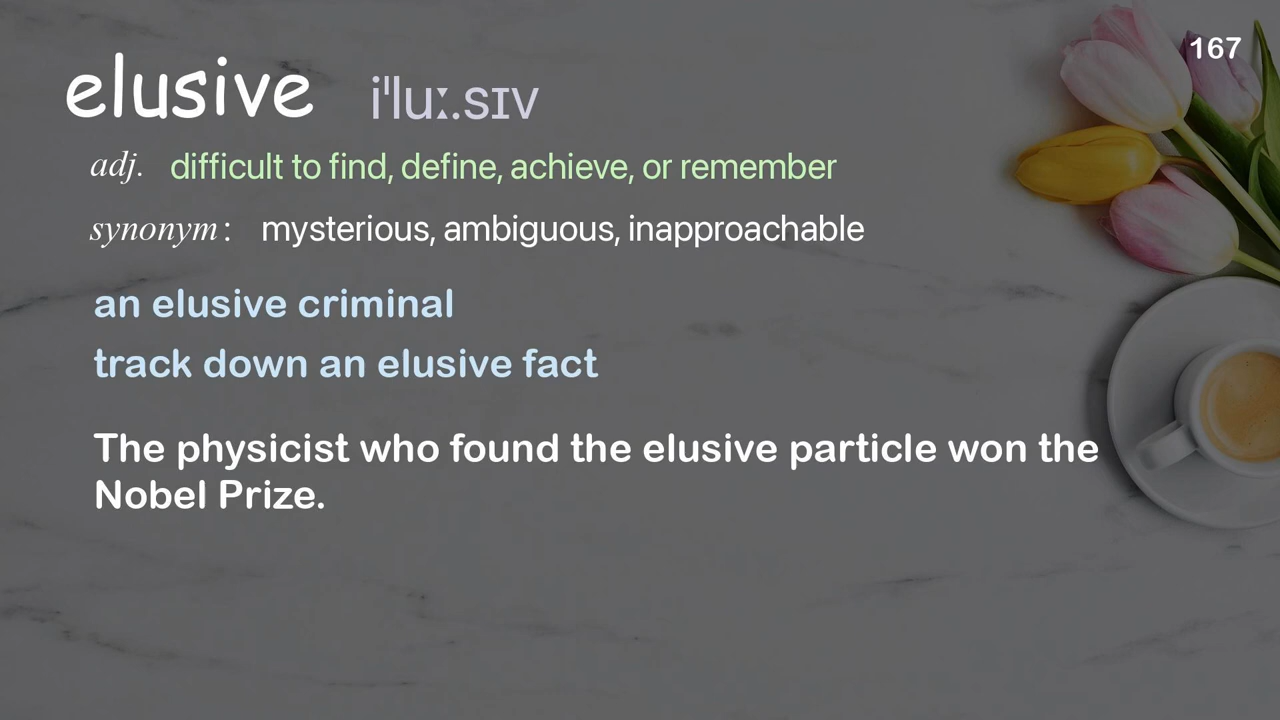 167
elusive iˈluː.sɪv
adj. difficult to find, define, achieve, or remember
synonym: mysterious, ambiguous, inapproachable
an elusive criminal
track down an elusive fact
The physicist who found the elusive particle won the
Nobel Prize.